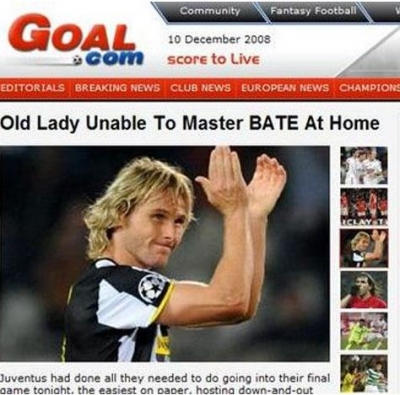 Community
Fantasy Football
GOAL
.com
10 December 2008
score to Live
EDITORIALS
BREAKING NEWS
CLUB NEWS
EUROPEAN NEWS
CHAMPIONS
Old Lady Unable To Master BATE At Home
Juventus had done all they needed to do going into their final
game tonight, the easiest on paper, hosting down-and-out